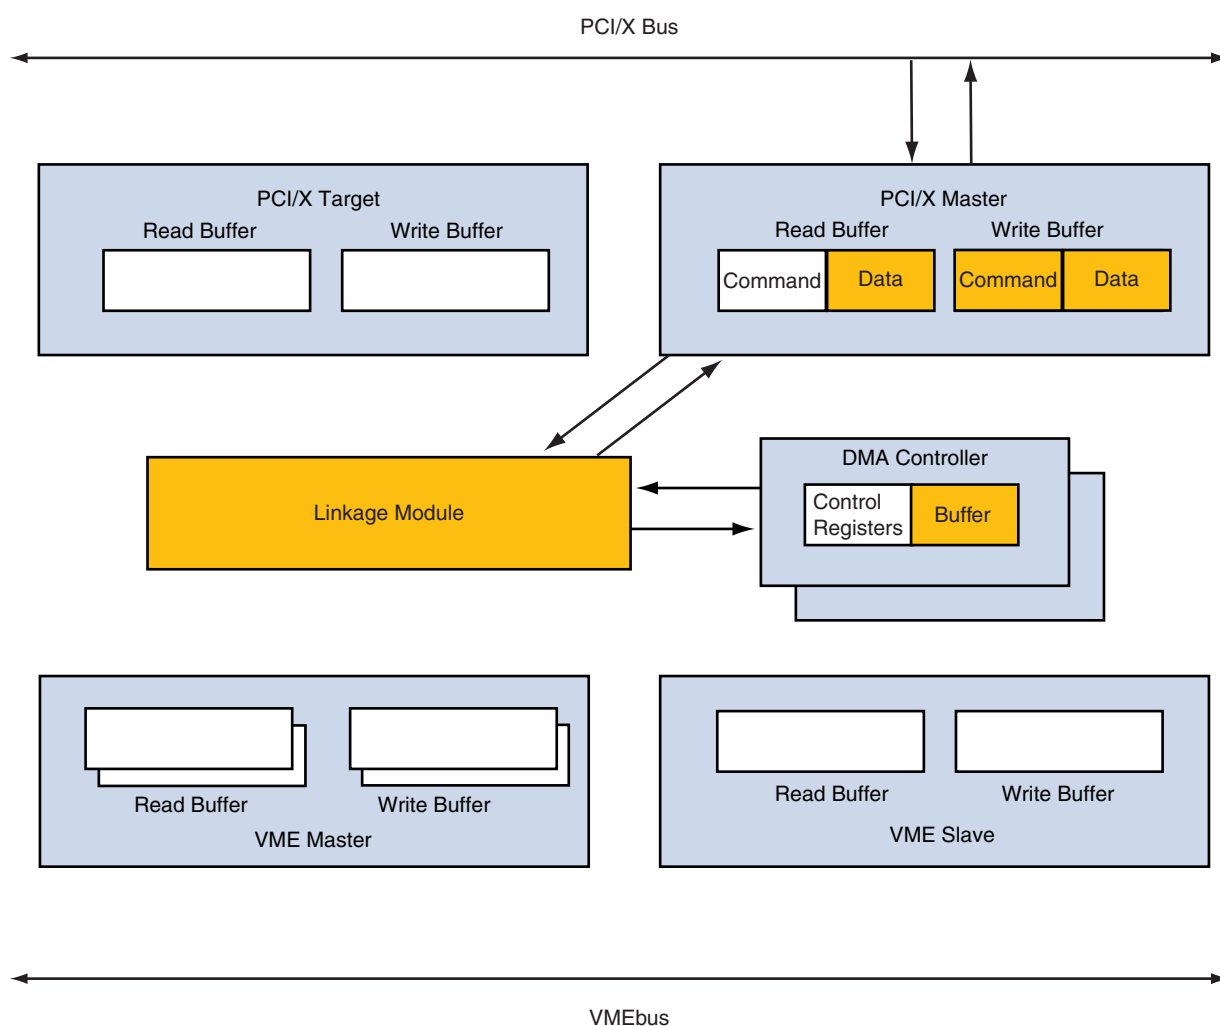 PCI/X Bus
PCI/X Target
Read Buffer
Write Buffer
PCI/X Master
Read Buffer
Write Buffer
Command
Data
Command
Data
Linkage Module
DMA Controller
Control
Registers
Buffer
Read Buffer
Write Buffer
VME Master
Read Buffer
Write Buffer
VME Slave
VMEbus